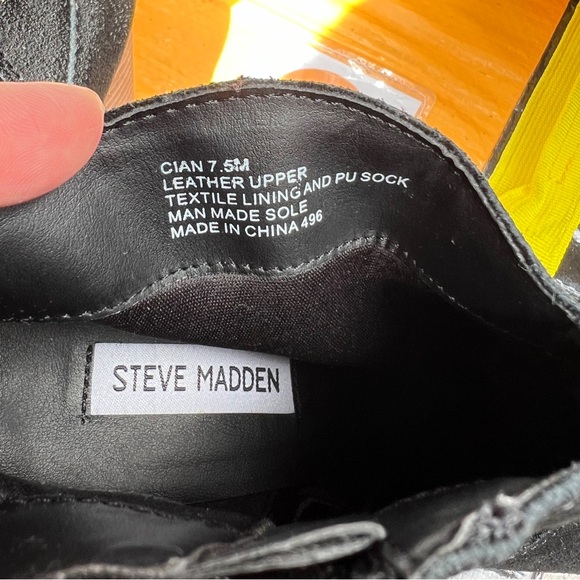 CIAN 7.5M
LEATHER UPPER
TEXTILE LINING AND PU SOCK
MAN MADE SOLE
MADE IN CHINA 496
STEVE MADDEN